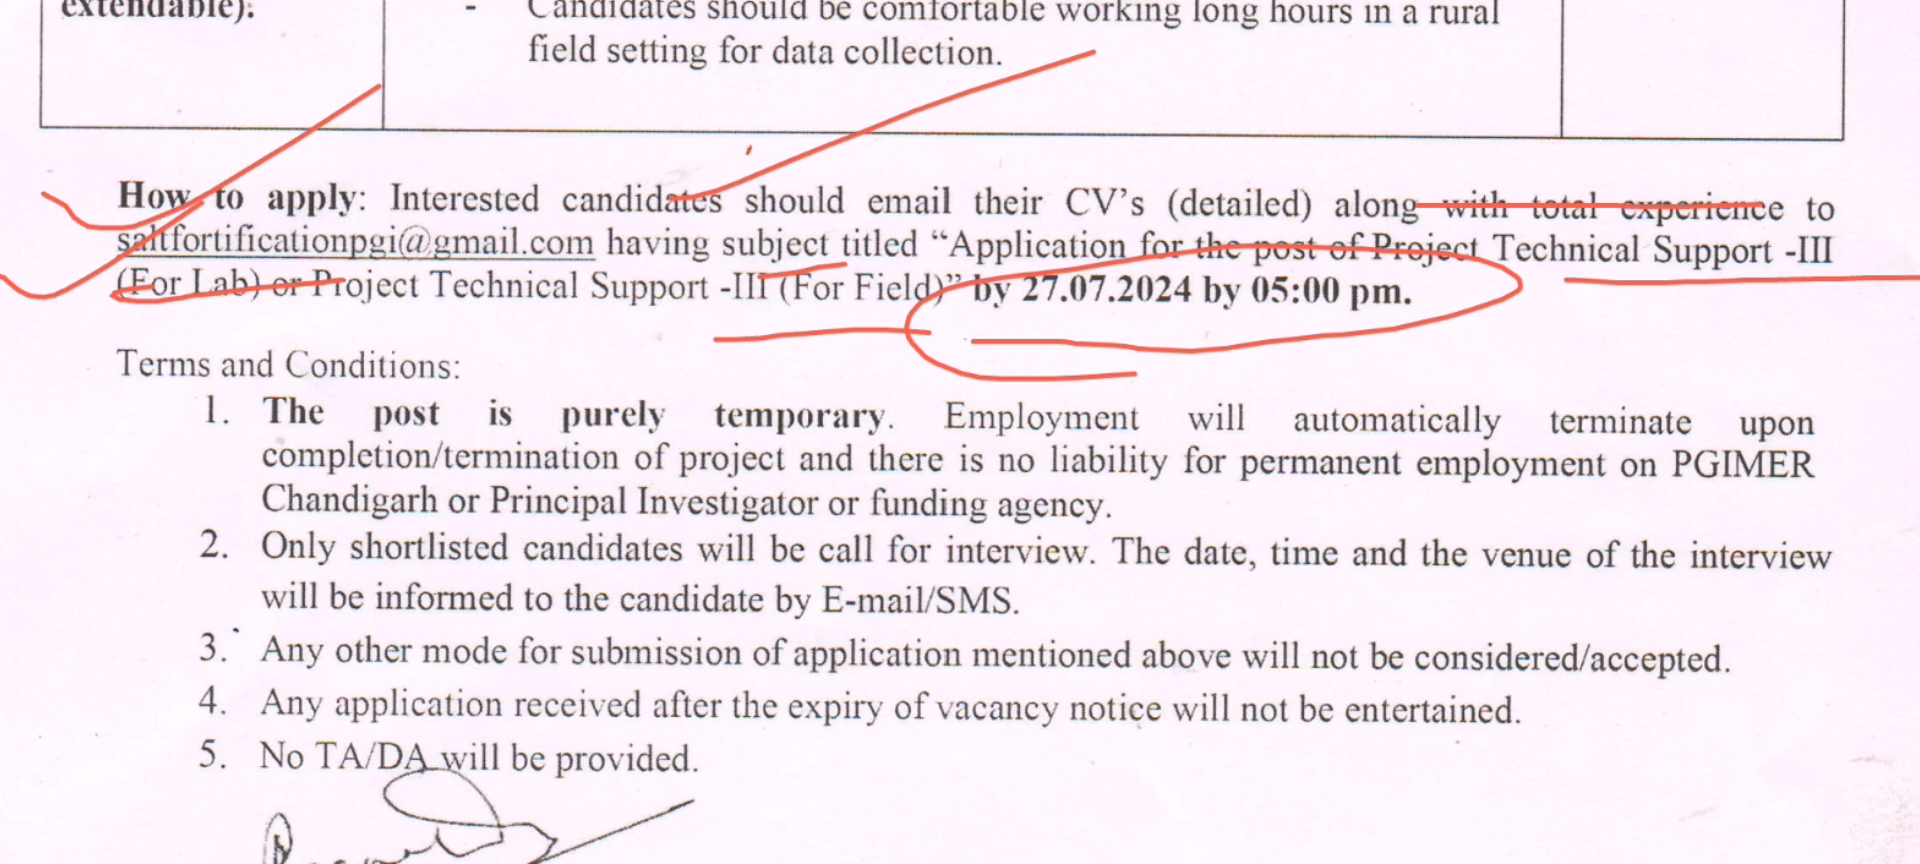 extendable).
- Candidates should be comfortable working long hours in a rural
field setting for data collection.
How to apply: Interested candidates should email their CV's (detailed) along with total experience to
saltfortificationpgi@gmail.com having subject titled “Application for the post of Project Technical Support -III
(For Lab) or Project Technical Support -III (For Field)” by 27.07.2024 by 05:00 pm.
Terms and Conditions:
1. The post is purely temporary. Employment will automatically terminate upon
completion/termination of project and there is no liability for permanent employment on PGIMER
Chandigarh or Principal Investigator or funding agency.
2. Only shortlisted candidates will be call for interview. The date, time and the venue of the interview
will be informed to the candidate by E-mail/SMS.
3. Any other mode for submission of application mentioned above will not be considered/accepted.
4. Any application received after the expiry of vacancy notice will not be entertained.
5. No TA/DA will be provided.